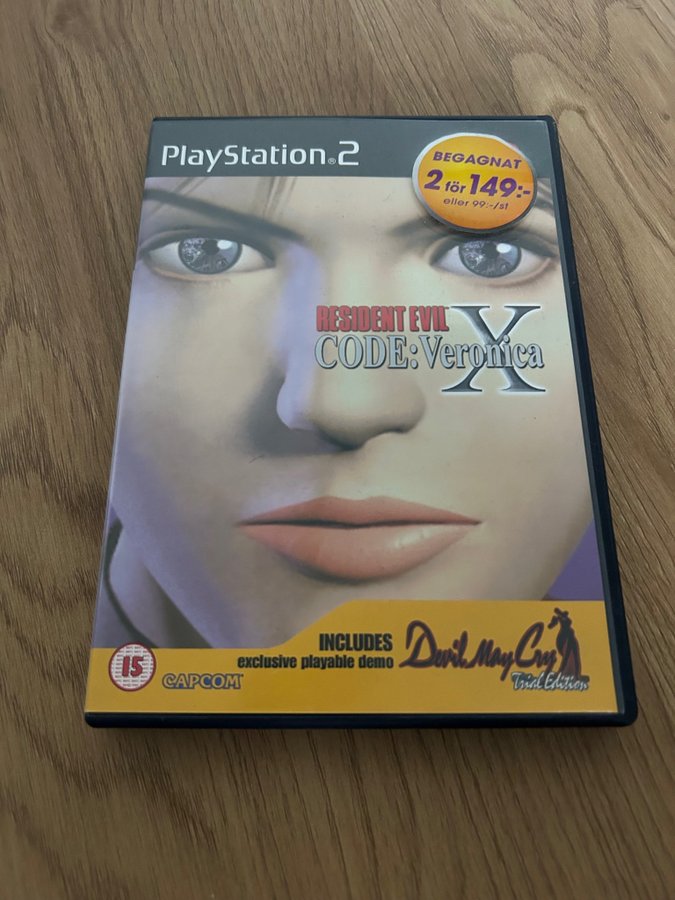 PlayStation®2
BEGAGNAT
2 för 149:-
eller 99:-/st
RESIDENT EVIL
CODE:Veronica
X
INCLUDES
exclusive playable demo
Devil May Cry
Trial Edition
15
CAPCOM